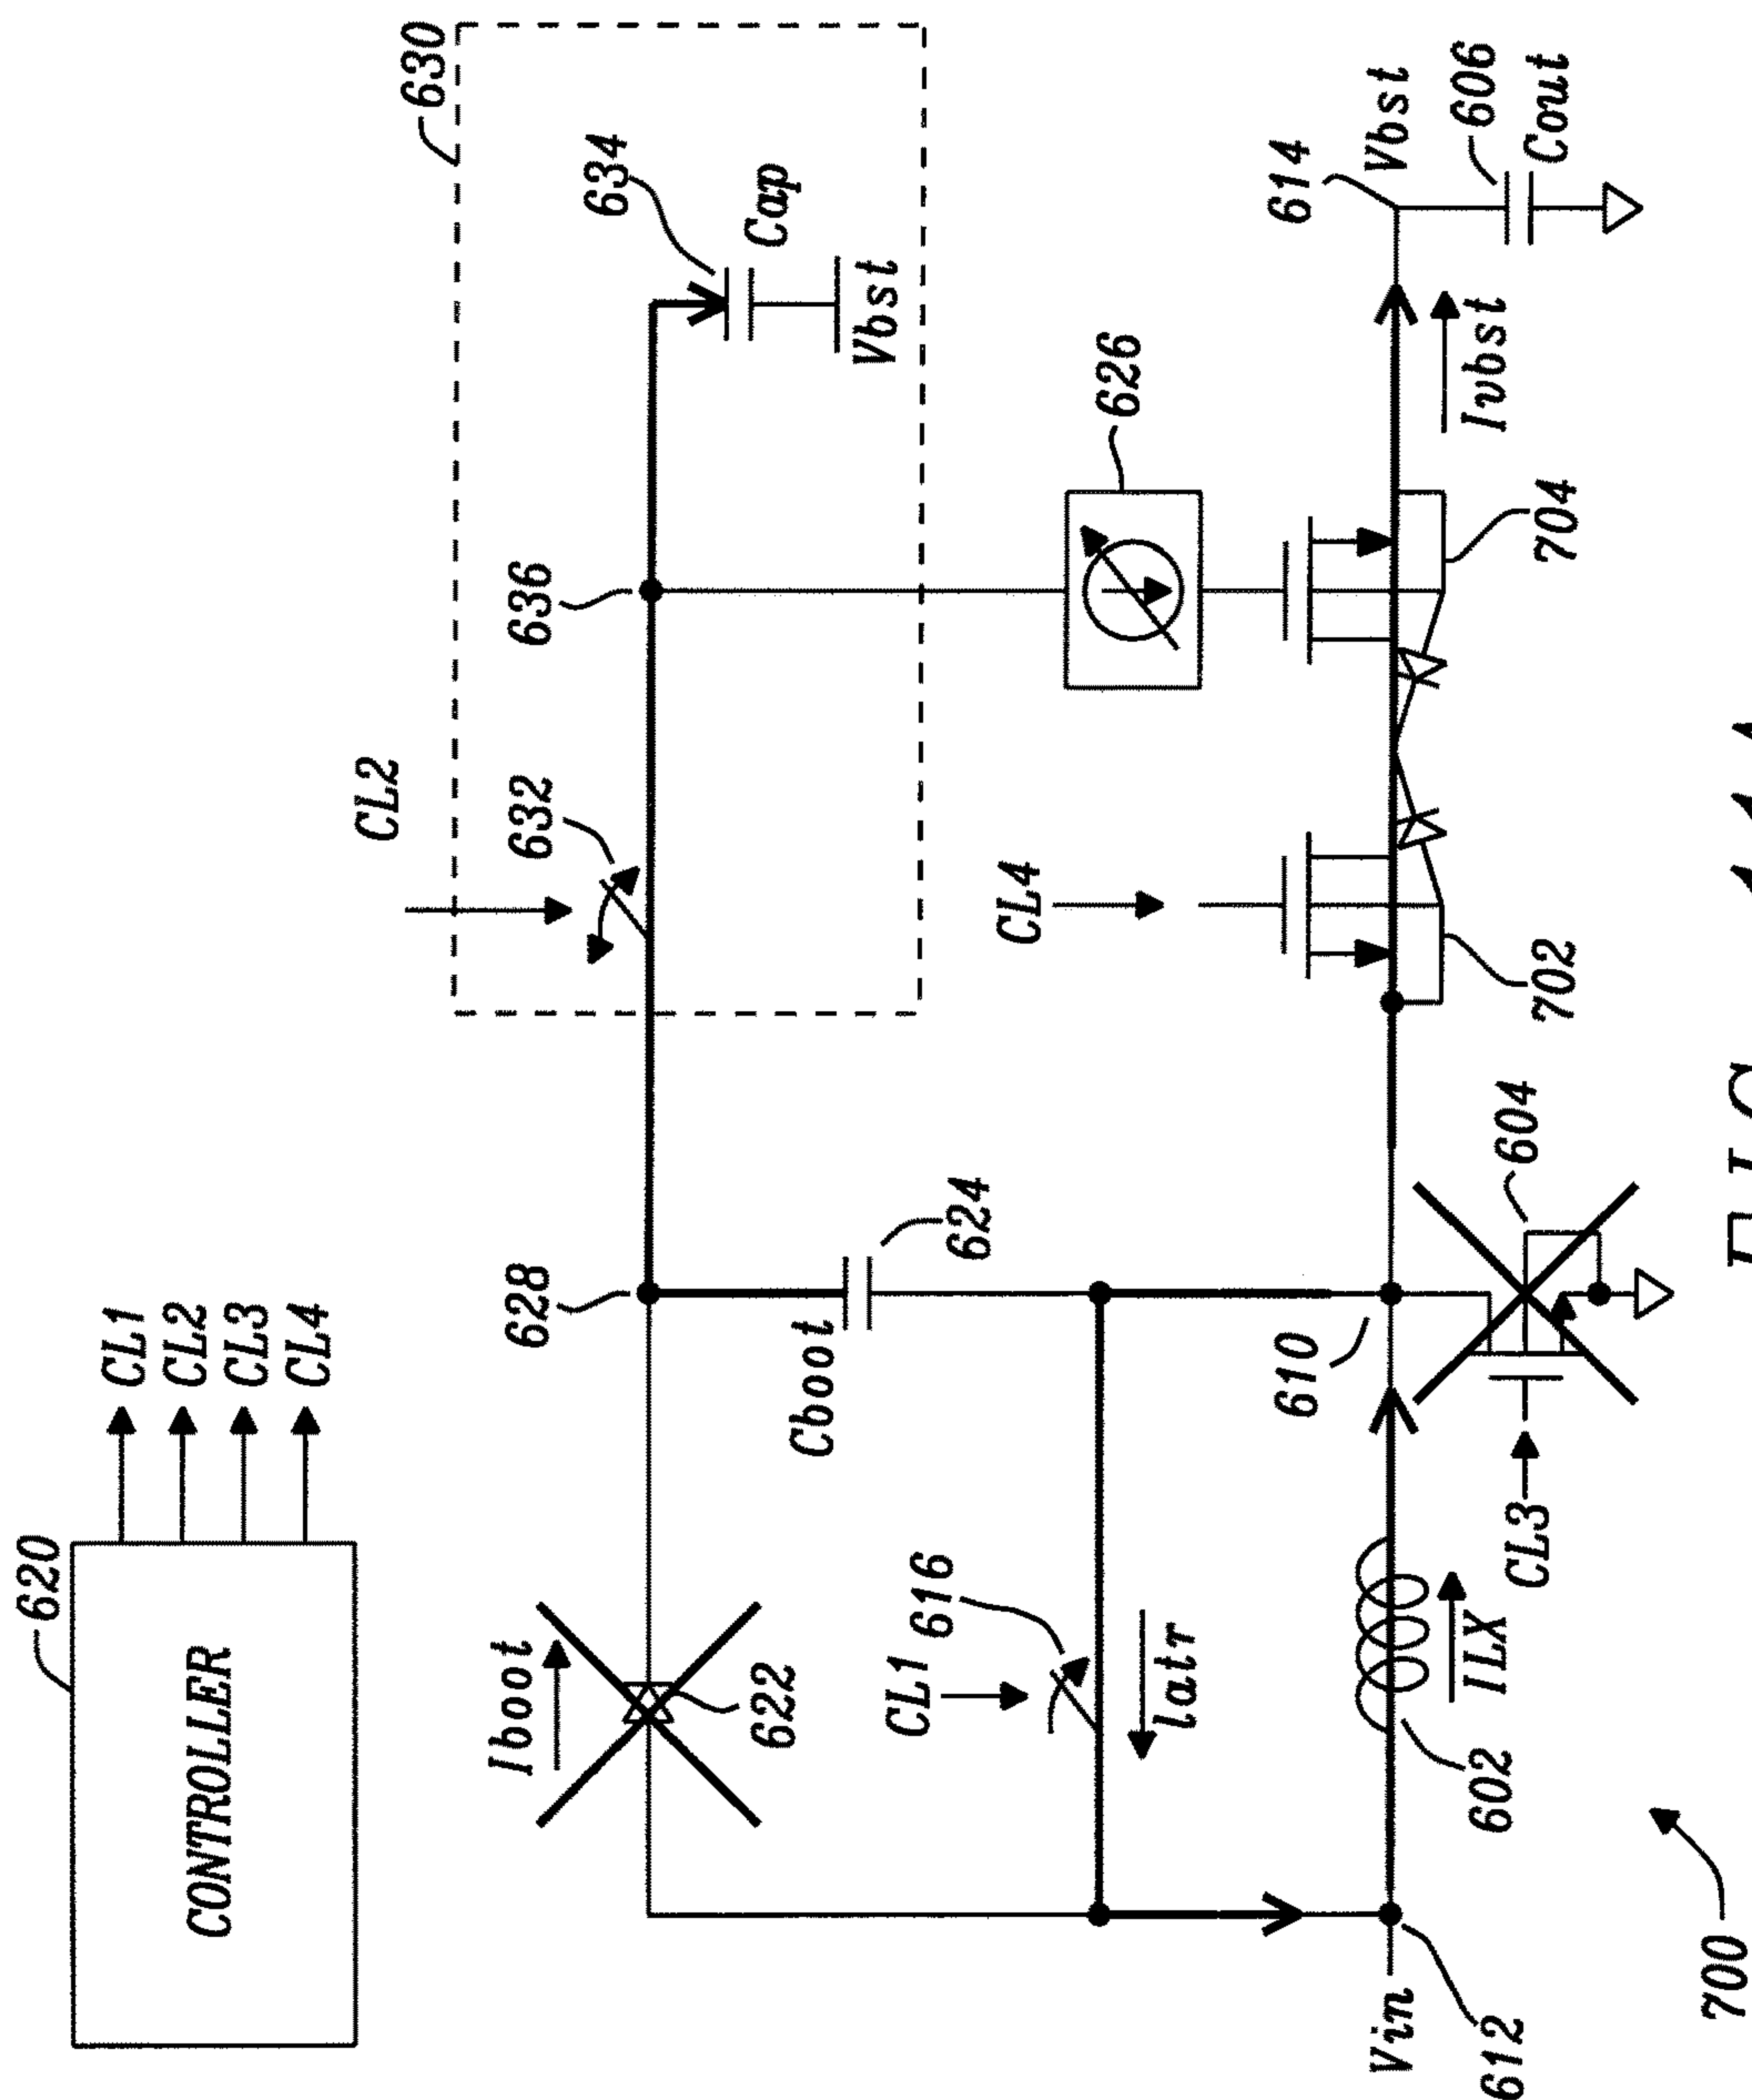 620
CONTROLLER
CL1
CL2
CL3
CL4
CL2
630
Iboot
622
628
632
636
634
Cap
Vbst
Cboot
624
CL1
616
Iatr
CL4
626
Vin
612
602
ILX
610
CL3
604
702
704
Ivbst
614
Vbst
606
Cout
700